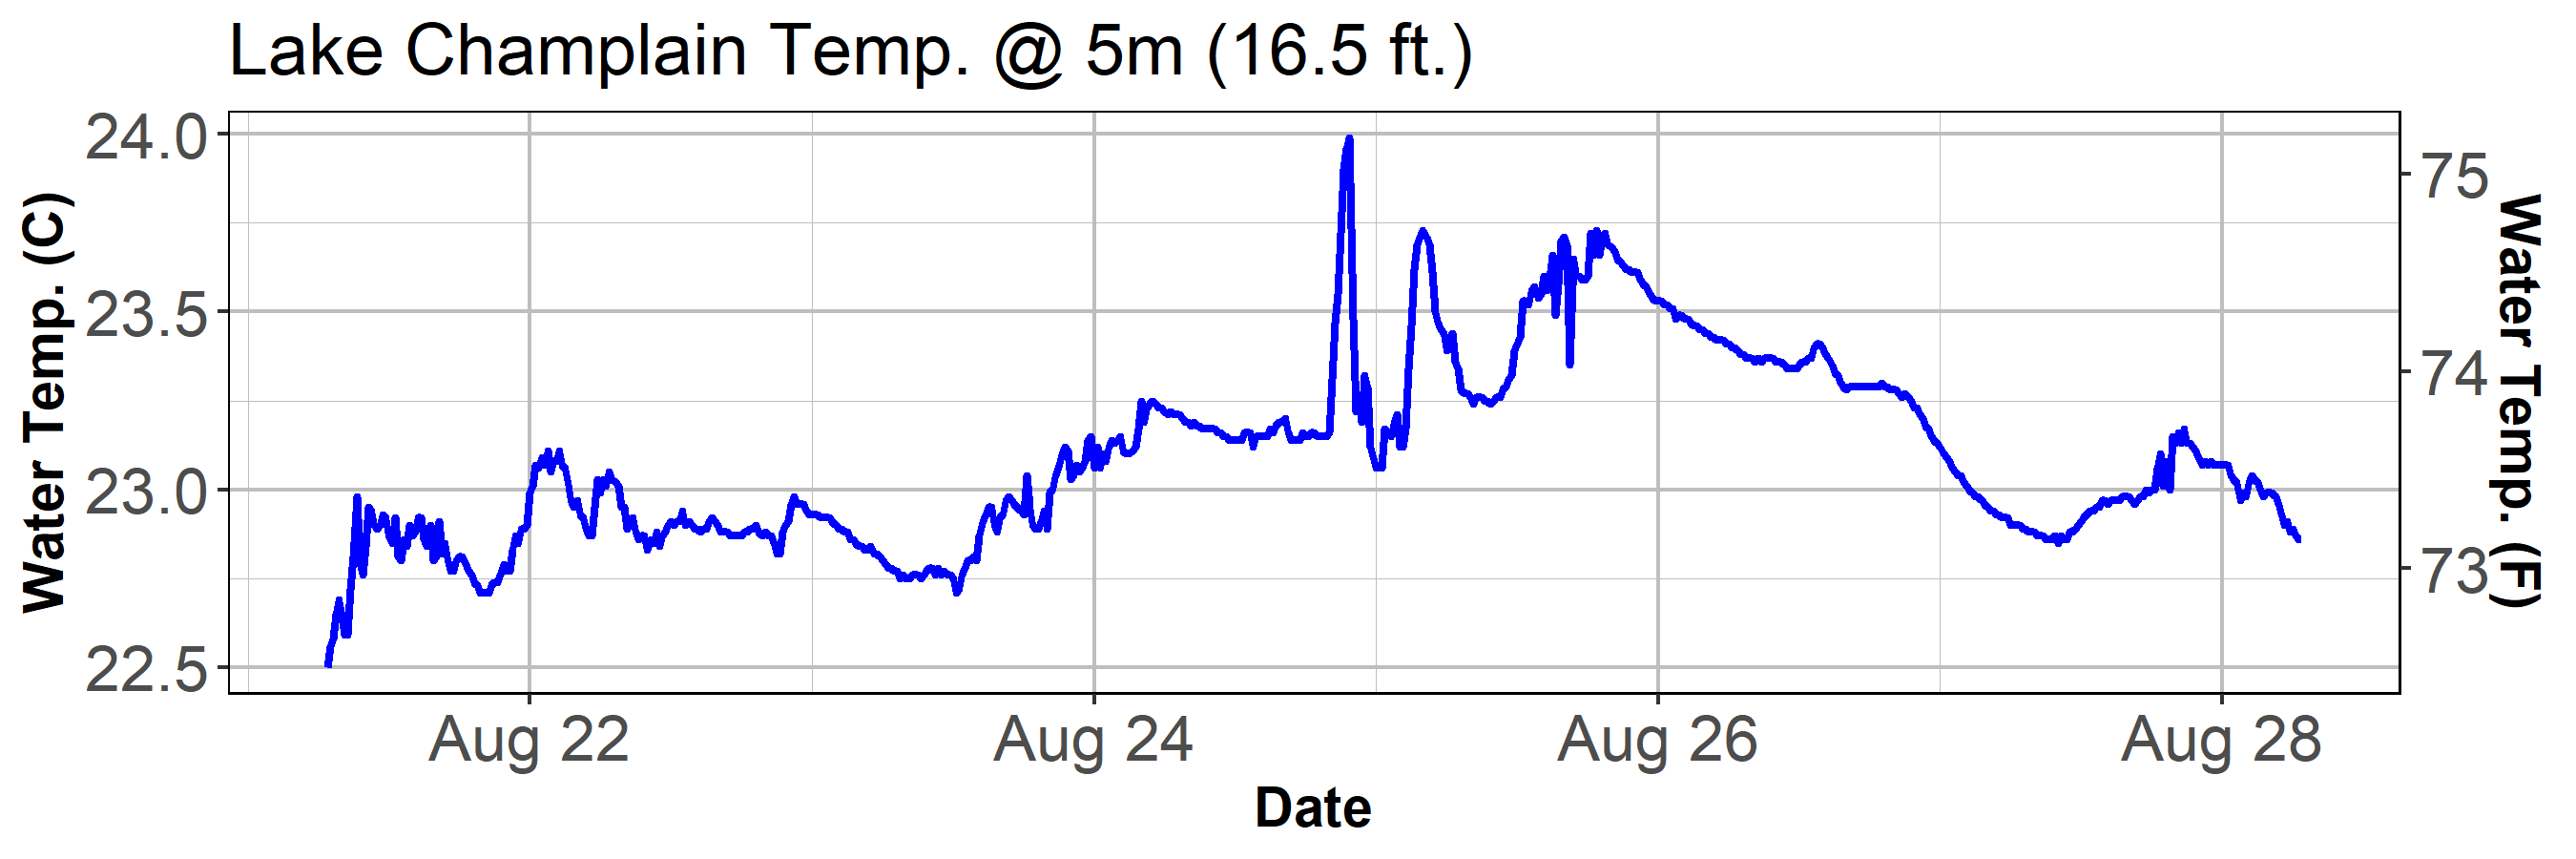 Lake Champlain Temp. @ 5m (16.5 ft.)
Water Temp. (C)
24.0
23.5
23.0
22.5
75
74
73
Water Temp. (F)
Aug 22
Aug 24
Aug 26
Aug 28
Date